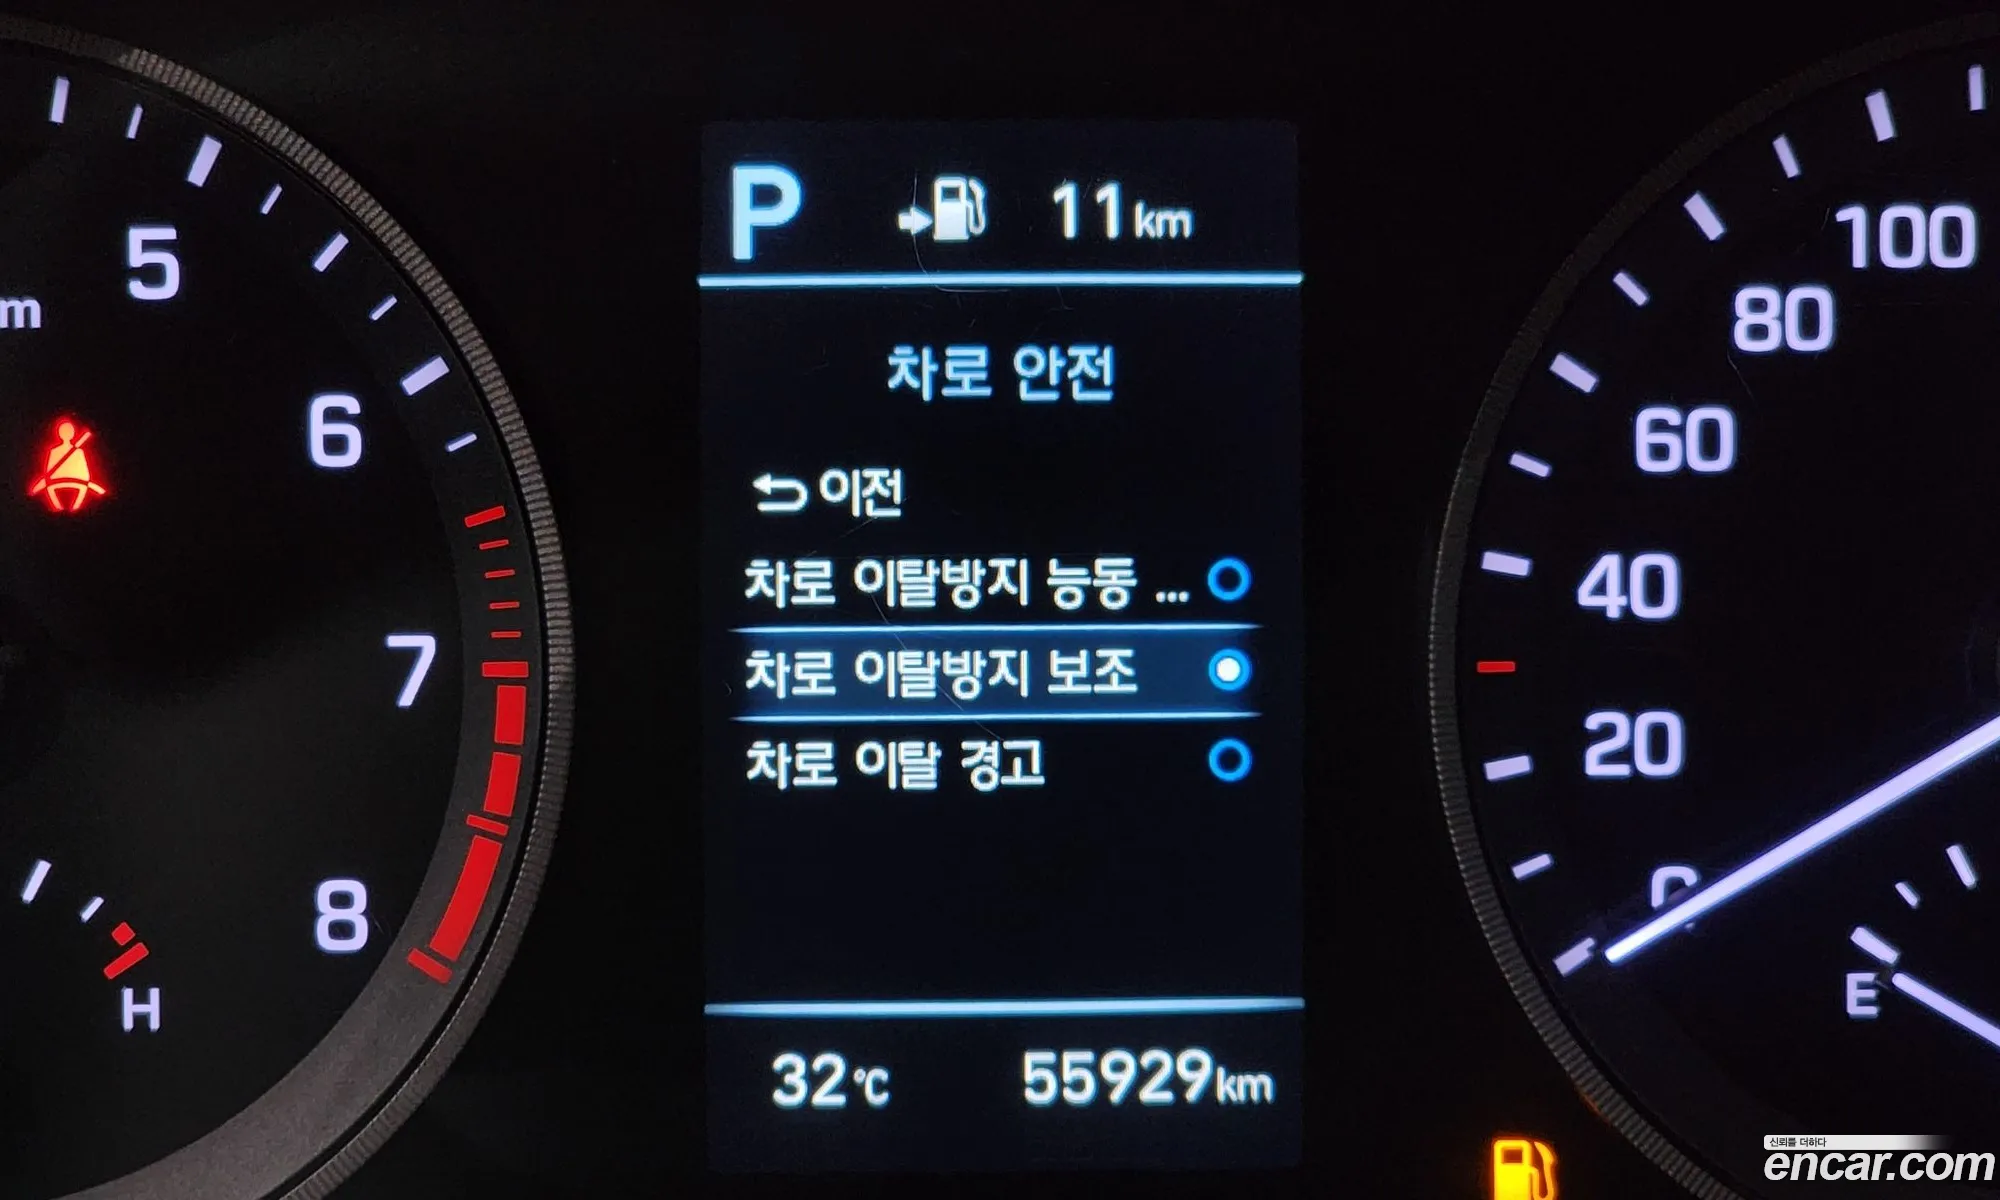 P 11km
차로 안전
이전
차로 이탈방지 능동 ...
차로 이탈방지 보조
차로 이탈 경고
32℃ 55929km
m
5
6
7
8
H
100
80
60
40
20
0
E
신뢰를 더하다
encar.com